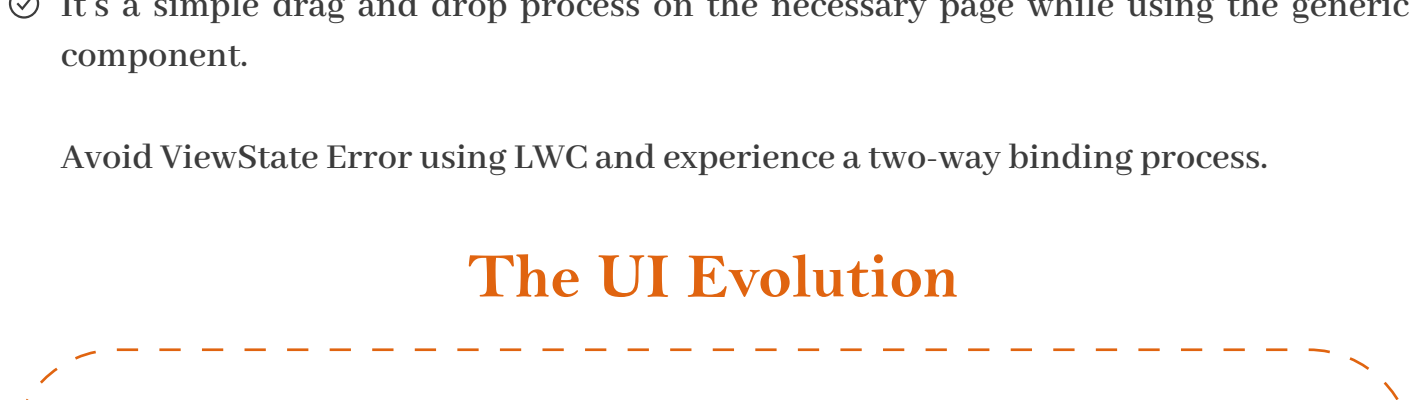 It's a simple drag and drop process on the necessary page while using the generic
component.
Avoid ViewState Error using LWC and experience a two-way binding process.
The UI Evolution